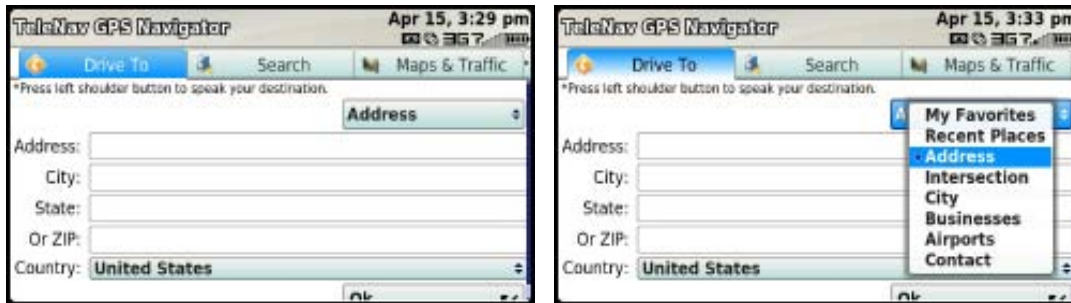 TeleNav GPS Navigator
Apr 15, 3:29 pm
3G
Drive To Search Maps & Traffic
*Press left shoulder button to speak your destination.
Address
Address:
City:
State:
Or ZIP:
Country: United States
Ok
TeleNav GPS Navigator
Apr 15, 3:33 pm
3G
Drive To Search Maps & Traffic
*Press left shoulder button to speak your destination.
My Favorites
Recent Places
Address
Intersection
City
Businesses
Airports
Contact
Address:
City:
State:
Or ZIP:
Country: United States
Ok